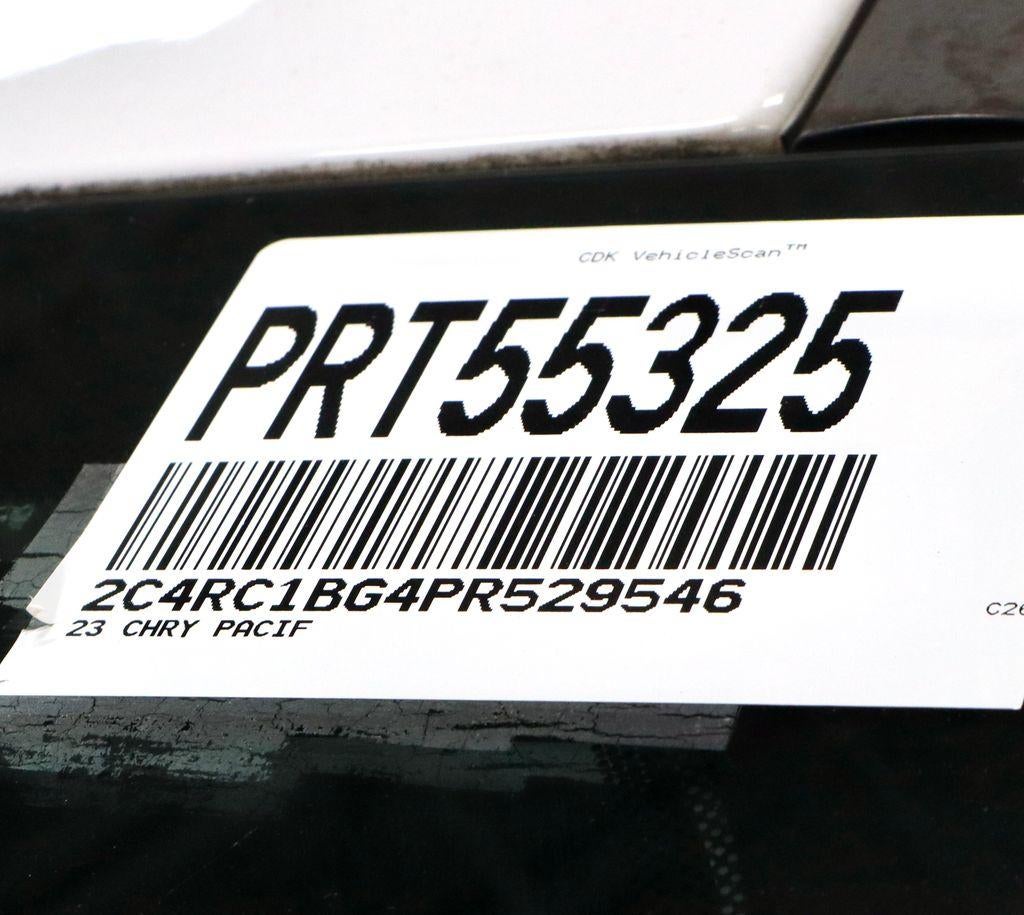 CDK VehicleScan™
PRT55325
2C4RC1BG4PR529546
23 CHRY PACIF